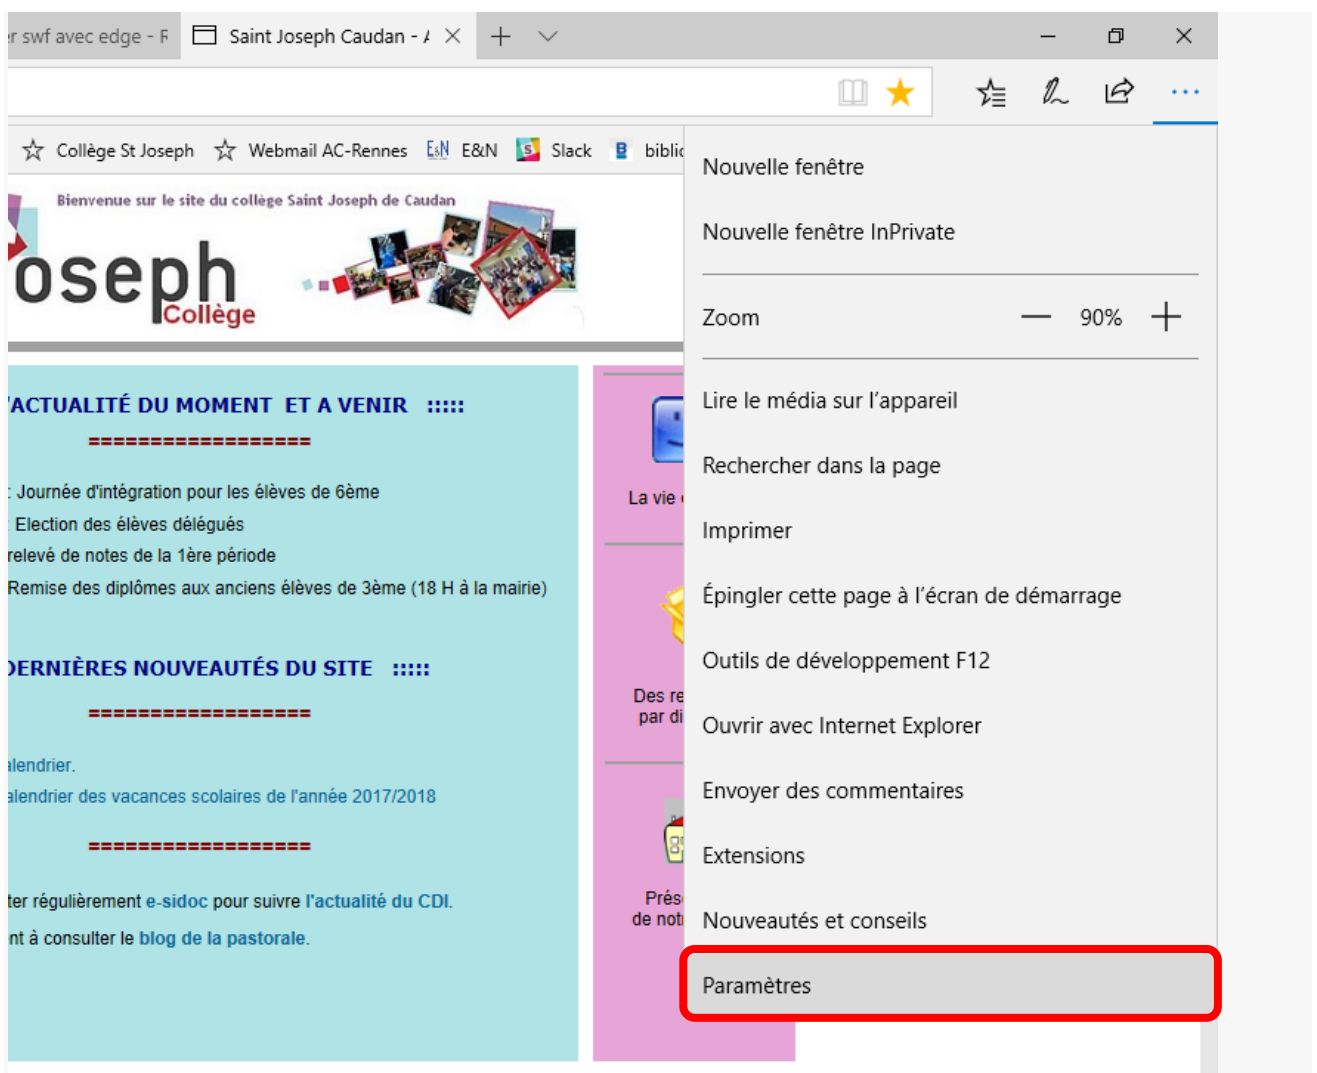 er swf avec edge - F
Saint Joseph Caudan - A
Collège St Joseph
Webmail AC-Rennes
E&N E&N
S Slack
B biblio
Bienvenue sur le site du collège Saint Joseph de Caudan
oseph
Collège
'ACTUALITÉ DU MOMENT ET A VENIR :::::
==================
: Journée d'intégration pour les élèves de 6ème
: Election des élèves délégués
relevé de notes de la 1ère période
Remise des diplômes aux anciens élèves de 3ème (18 H à la mairie)
DERNIÈRES NOUVEAUTÉS DU SITE :::::
==================
alendrier.
alendrier des vacances scolaires de l'année 2017/2018
==================
ter régulièrement e-sidoc pour suivre l'actualité du CDI.
nt à consulter le blog de la pastorale.
La vie
Des re
par di
Prés
de not
Nouvelle fenêtre
Nouvelle fenêtre InPrivate
Zoom — 90% +
Lire le média sur l'appareil
Rechercher dans la page
Imprimer
Épingler cette page à l'écran de démarrage
Outils de développement F12
Ouvrir avec Internet Explorer
Envoyer des commentaires
Extensions
Nouveautés et conseils
Paramètres